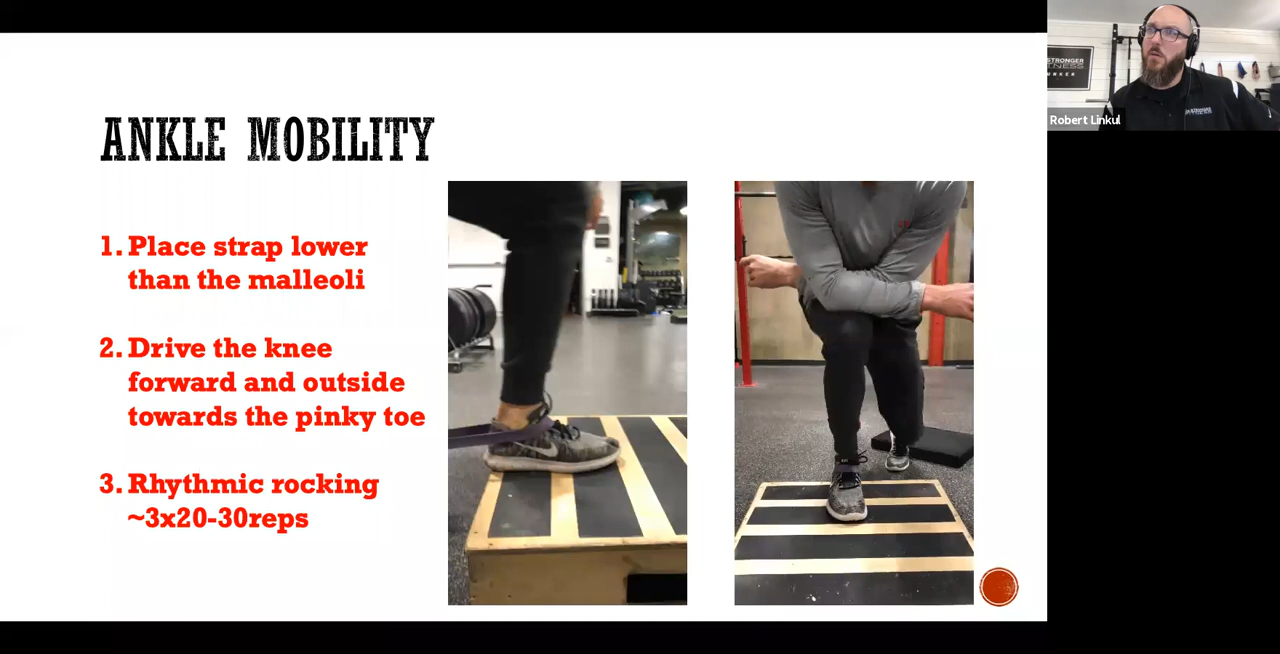 ANKLE MOBILITY
1. Place strap lower
than the malleoli
2. Drive the knee
forward and outside
towards the pinky toe
3. Rhythmic rocking
~3x20-30reps
STRONGER
Robert Linkul